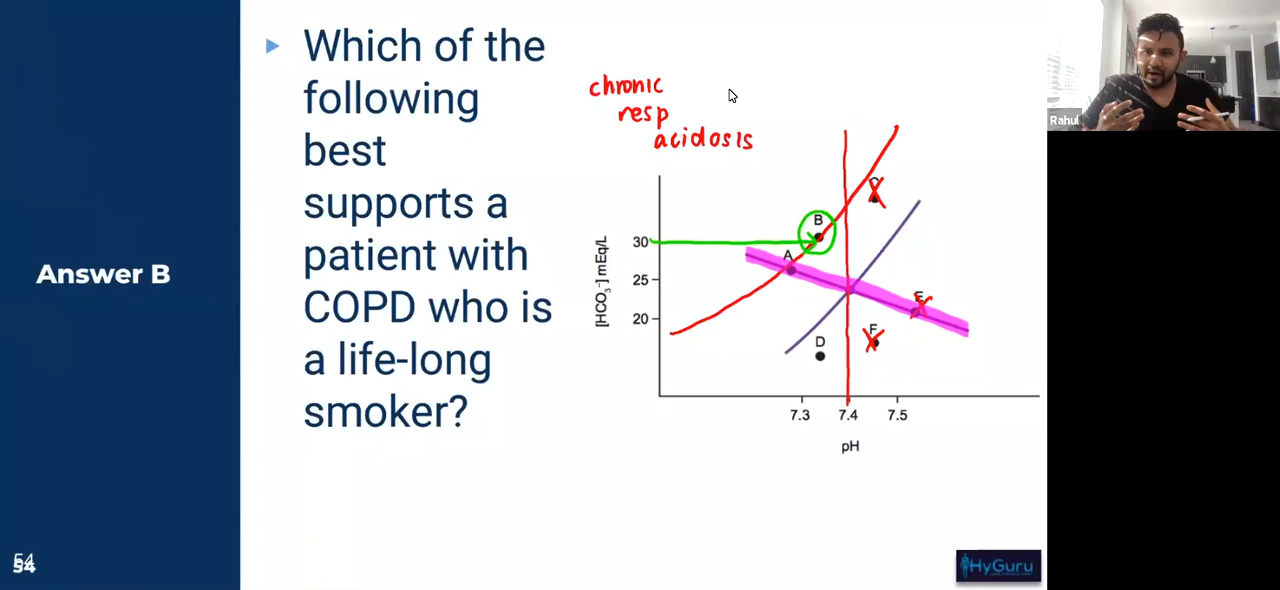 Which of the
following
best
supports a
patient with
COPD who is
a life-long
smoker?
Answer B
54
chronic
resp
acidosis
[HCO₃⁻] mEq/L
30
25
20
A
B
C
D
E
F
7.3 7.4 7.5
pH
Rahul
HyGuru